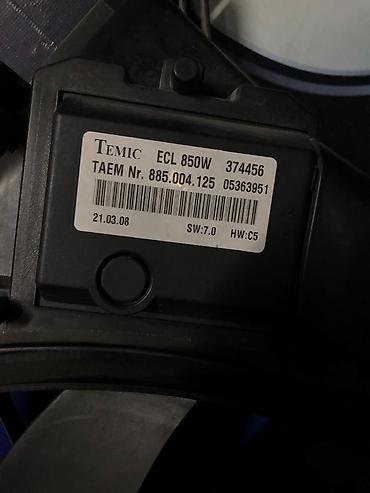 TEMIC ECL 850W 374456
TAEM Nr. 885.004.125 05363951
21.03.08 SW:7.0 HW:C5